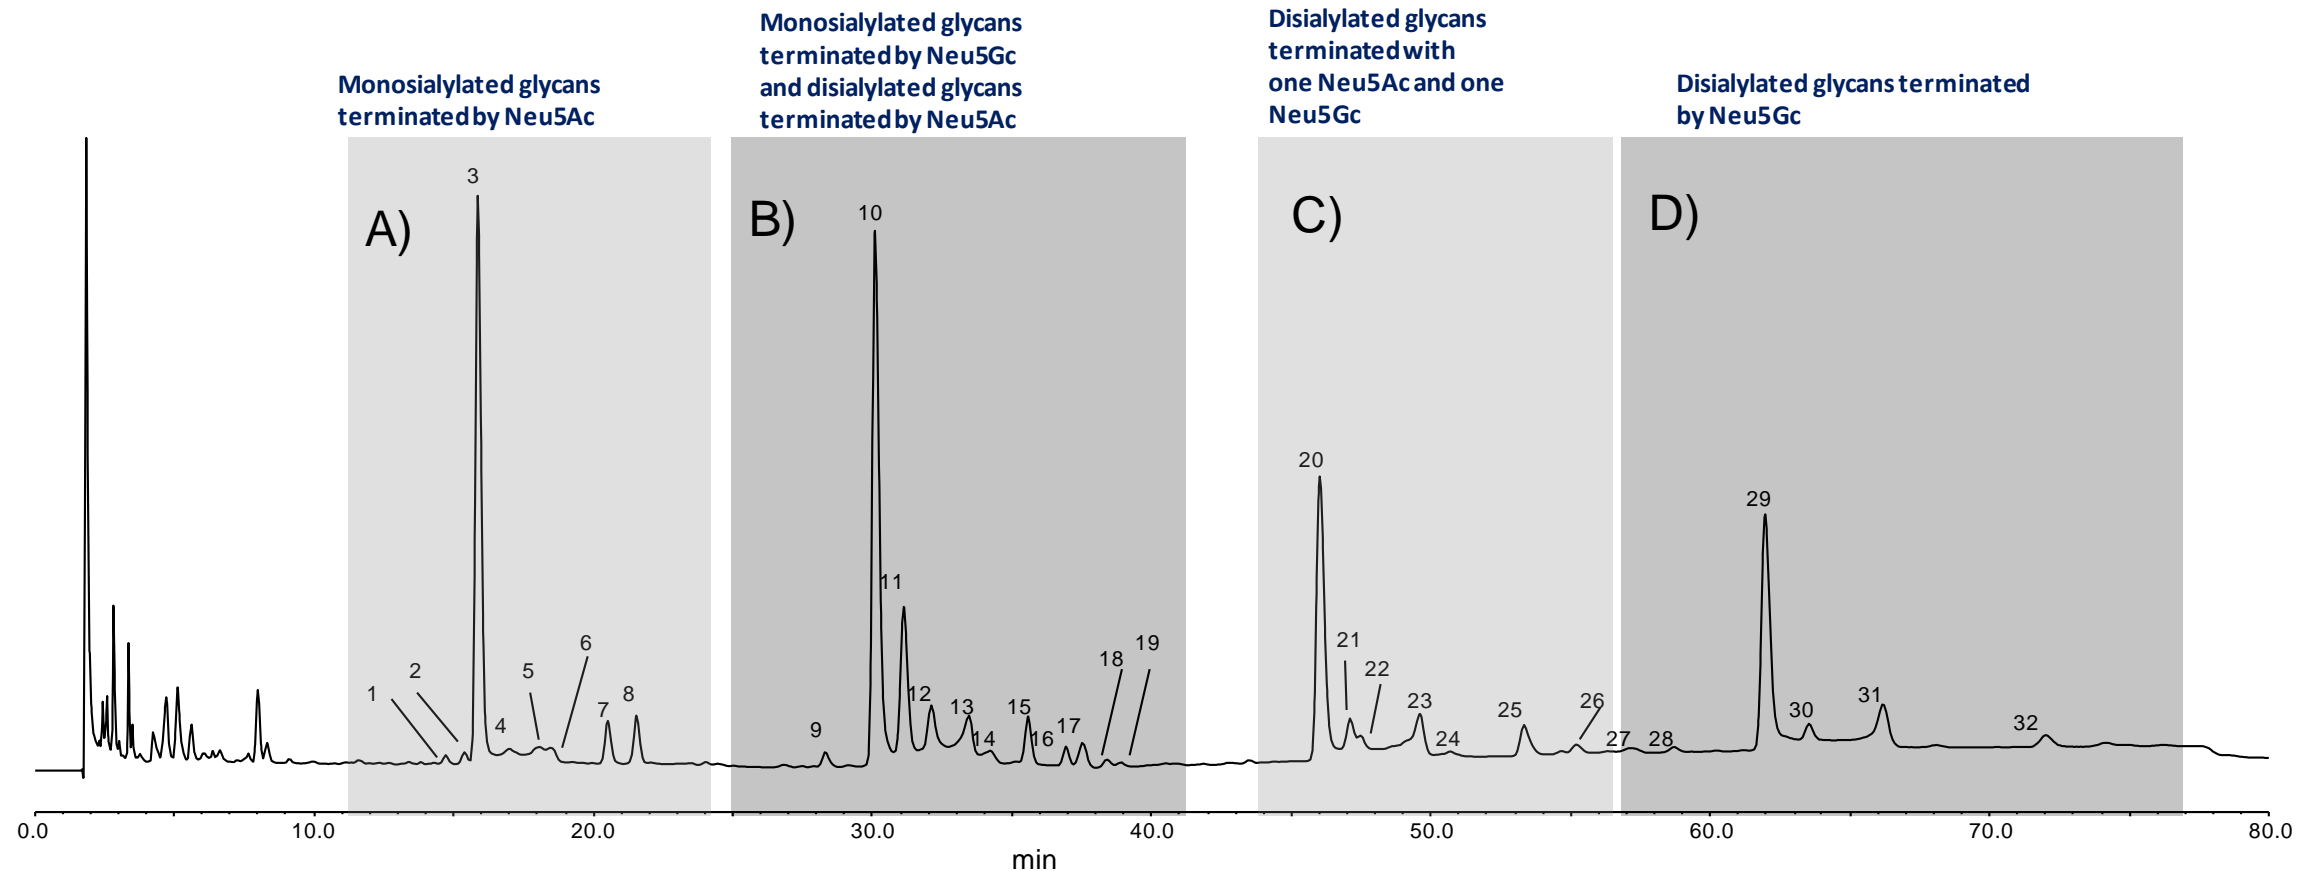 Monosialylated glycans
terminated by Neu5Ac
Monosialylated glycans
terminated by Neu5Gc
and disialylated glycans
terminated by Neu5Ac
Disialylated glycans
terminated with
one Neu5Ac and one
Neu5Gc
Disialylated glycans terminated
by Neu5Gc
A)
B)
C)
D)
1
2
3
4
5
6
7
8
9
10
11
12
13
14
15
16
17
18
19
20
21
22
23
24
25
26
27
28
29
30
31
32
0.0 10.0 20.0 30.0 40.0 50.0 60.0 70.0 80.0
min